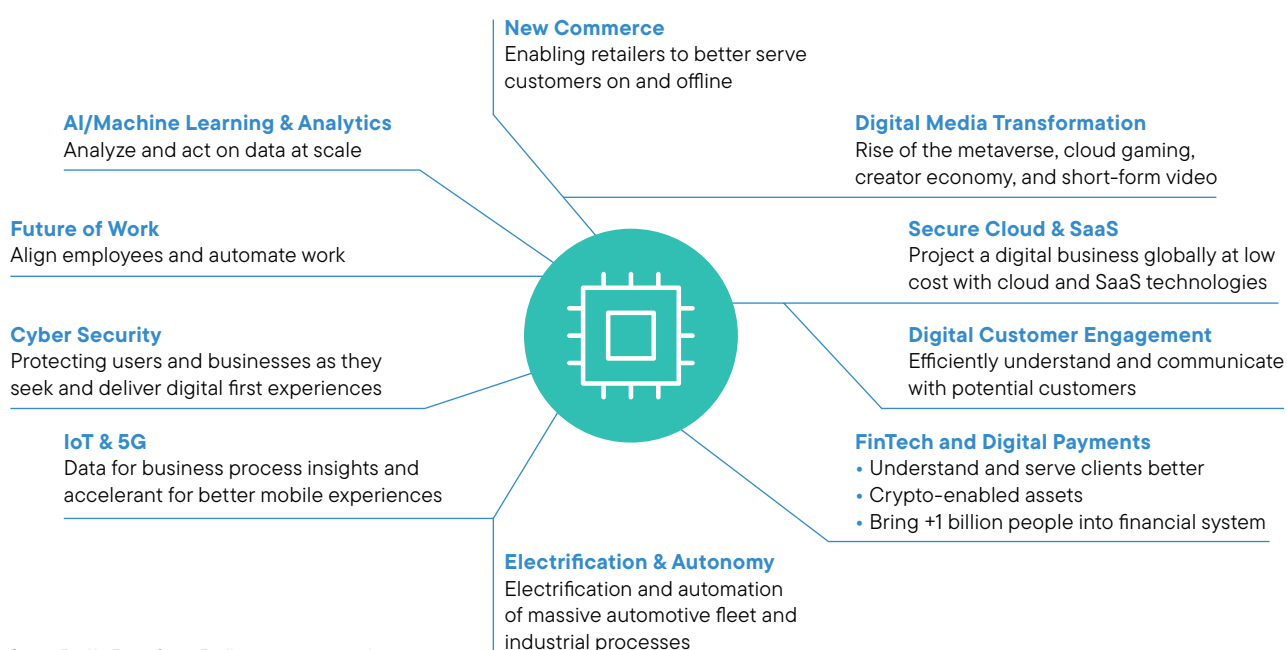 New Commerce
Enabling retailers to better serve
customers on and offline
AI/Machine Learning & Analytics
Analyze and act on data at scale
Digital Media Transformation
Rise of the metaverse, cloud gaming,
creator economy, and short-form video
Future of Work
Align employees and automate work
Secure Cloud & SaaS
Project a digital business globally at low
cost with cloud and SaaS technologies
Cyber Security
Protecting users and businesses as they
seek and deliver digital first experiences
Digital Customer Engagement
Efficiently understand and communicate
with potential customers
IoT & 5G
Data for business process insights and
accelerant for better mobile experiences
FinTech and Digital Payments
• Understand and serve clients better
• Crypto-enabled assets
• Bring +1 billion people into financial system
Electrification & Autonomy
Electrification and automation
of massive automotive fleet and
industrial processes